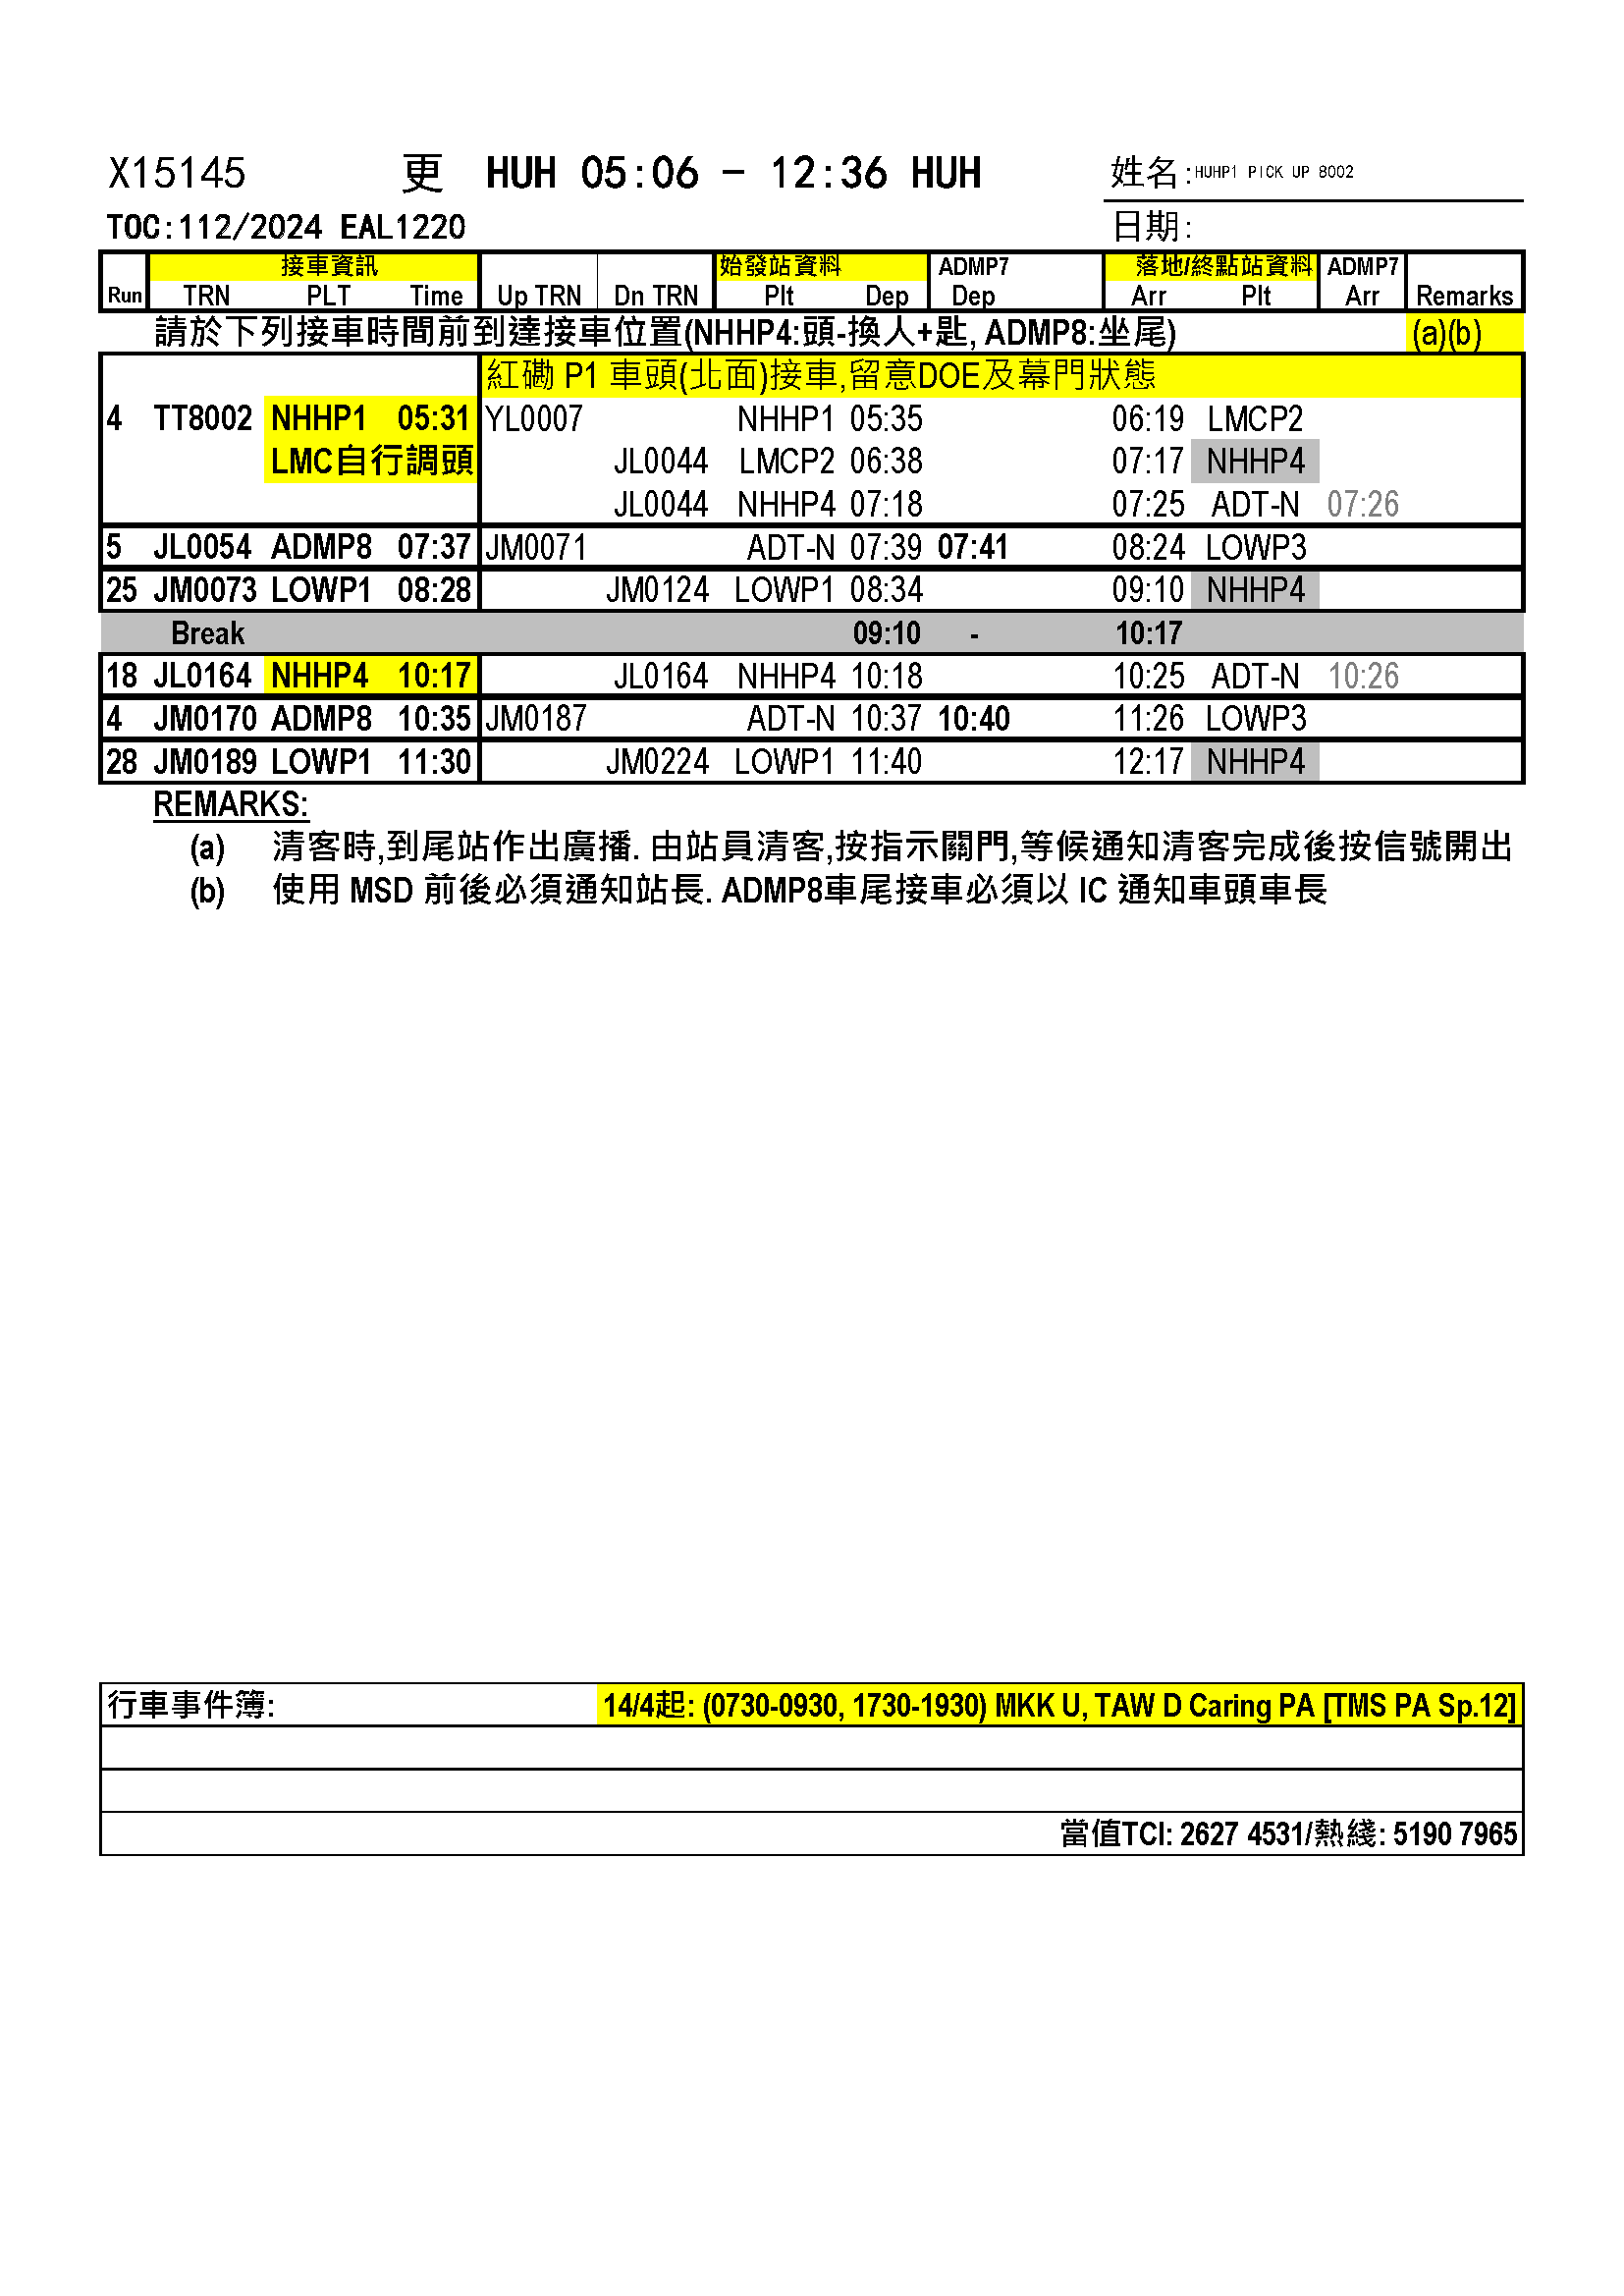 X15145 更 HUH 05:06 - 12:36 HUH 姓名:HUHP1 PICK UP 8002
TOC:112/2024 EAL1220 日期:
接車資訊 始發站資料 ADMP7 落地/終點站資料 ADMP7
Run TRN PLT Time Up TRN Dn TRN Plt Dep Dep Arr Plt Arr Remarks
請於下列接車時間前到達接車位置(NHHP4:頭-換人+匙, ADMP8:坐尾) (a)(b)
紅磡 P1 車頭(北面)接車,留意DOE及幕門狀態
4 TT8002 NHHP1 05:31 YL0007 NHHP1 05:35 06:19 LMCP2
LMC自行調頭 JL0044 LMCP2 06:38 07:17 NHHP4
JL0044 NHHP4 07:18 07:25 ADT-N 07:26
5 JL0054 ADMP8 07:37 JM0071 ADT-N 07:39 07:41 08:24 LOWP3
25 JM0073 LOWP1 08:28 JM0124 LOWP1 08:34 09:10 NHHP4
Break 09:10 - 10:17
18 JL0164 NHHP4 10:17 JL0164 NHHP4 10:18 10:25 ADT-N 10:26
4 JM0170 ADMP8 10:35 JM0187 ADT-N 10:37 10:40 11:26 LOWP3
28 JM0189 LOWP1 11:30 JM0224 LOWP1 11:40 12:17 NHHP4
REMARKS:
(a) 清客時,到尾站作出廣播. 由站員清客,按指示關門,等候通知清客完成後按信號開出
(b) 使用 MSD 前後必須通知站長. ADMP8車尾接車必須以 IC 通知車頭車長
行車事件簿: 14/4起: (0730-0930, 1730-1930) MKK U, TAW D Caring PA [TMS PA Sp.12]
當值TCI: 2627 4531/熱綫: 5190 7965